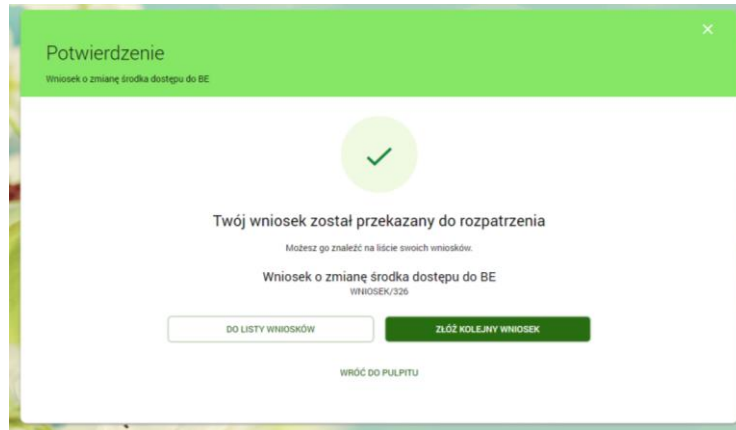 Potwierdzenie
Wniosek o zmianę środka dostępu do BE
Twój wniosek został przekazany do rozpatrzenia
Możesz go znaleźć na liście swoich wniosków.
Wniosek o zmianę środka dostępu do BE
WNIOSEK/326
DO LISTY WNIOSKÓW
ZŁÓŻ KOLEJNY WNIOSEK
WRÓĆ DO PULPITU